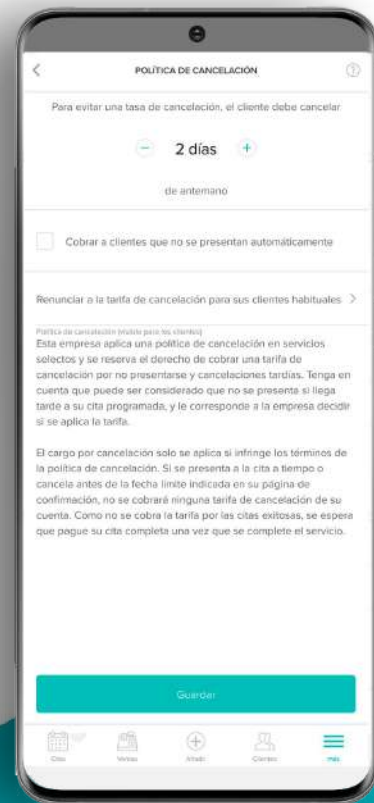 POLÍTICA DE CANCELACIÓN
Para evitar una tasa de cancelación, el cliente debe cancelar
2 días
de antemano
Cobrar a clientes que no se presentan automáticamente
Renunciar a la tarifa de cancelación para sus clientes habituales
Política de cancelación (visible para los clientes)
Esta empresa aplica una política de cancelación en servicios
selectos y se reserva el derecho de cobrar una tarifa de
cancelación por no presentarse y cancelaciones tardías. Tenga en
cuenta que puede ser considerado que no se presenta si llega
tarde a su cita programada, y le corresponde a la empresa decidir
si se aplica la tarifa.
El cargo por cancelación solo se aplica si infringe los términos de
la política de cancelación. Si se presenta a la cita a tiempo o
cancela antes de la fecha límite indicada en su página de
confirmación, no se cobrará ninguna tarifa de cancelación de su
cuenta. Como no se cobra la tarifa por las citas exitosas, se espera
que pague su cita completa una vez que se complete el servicio.
Guardar
Citas
Ventas
Añadir
Clientes
más